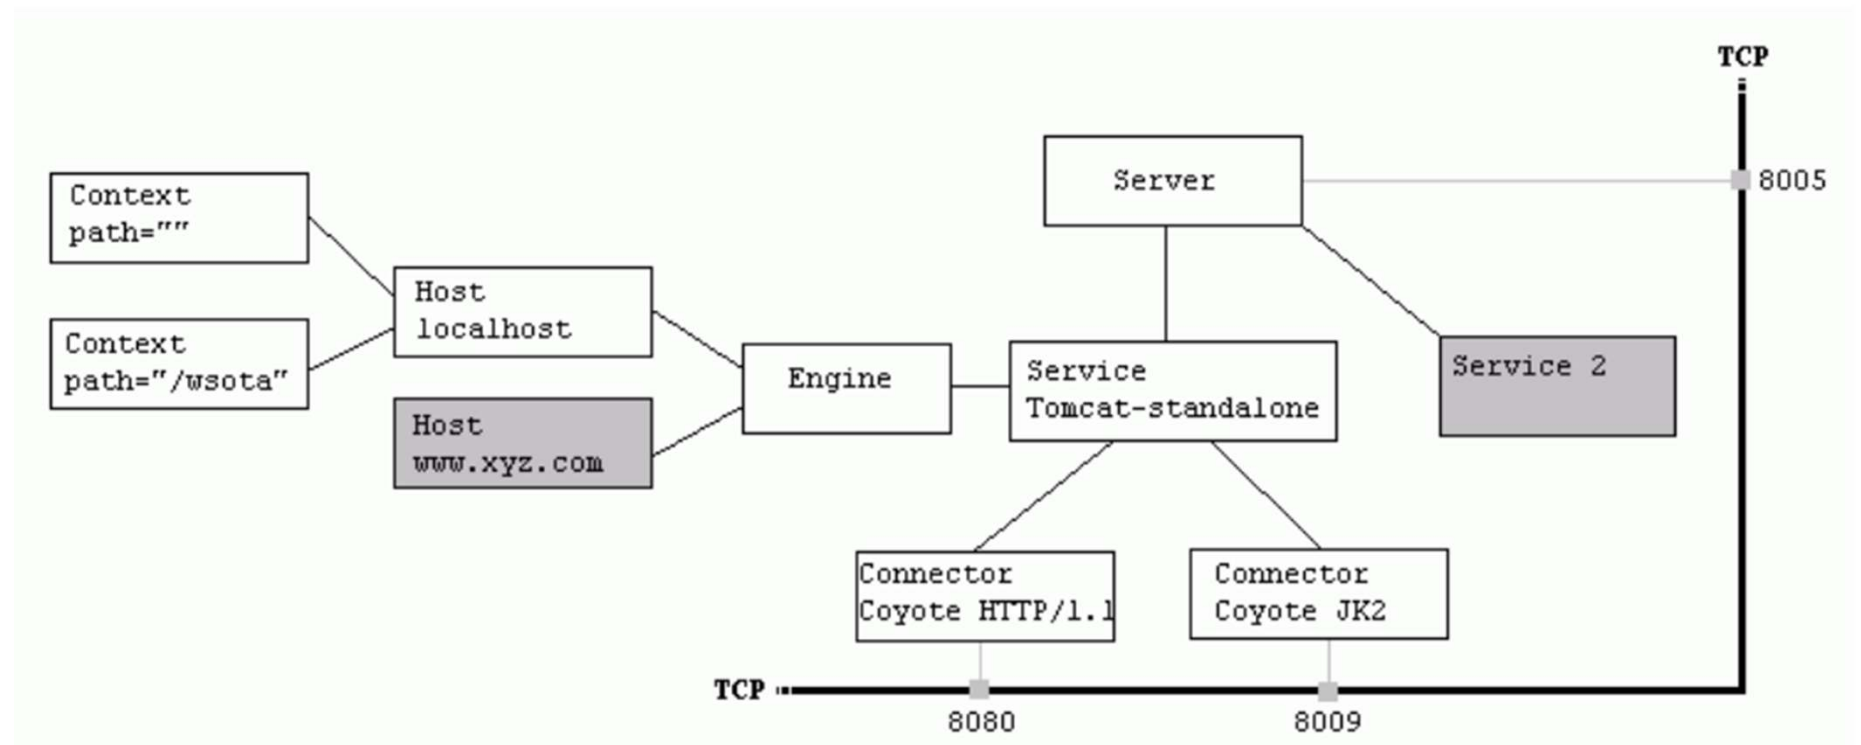 TCP
Server
8005
Context
path=""
Host
localhost
Context
path="/wsota"
Engine
Service
Tomcat-standalone
Service 2
Host
www.xyz.com
Connector
Coyote HTTP/1.1
Connector
Coyote JK2
TCP
8080
8009